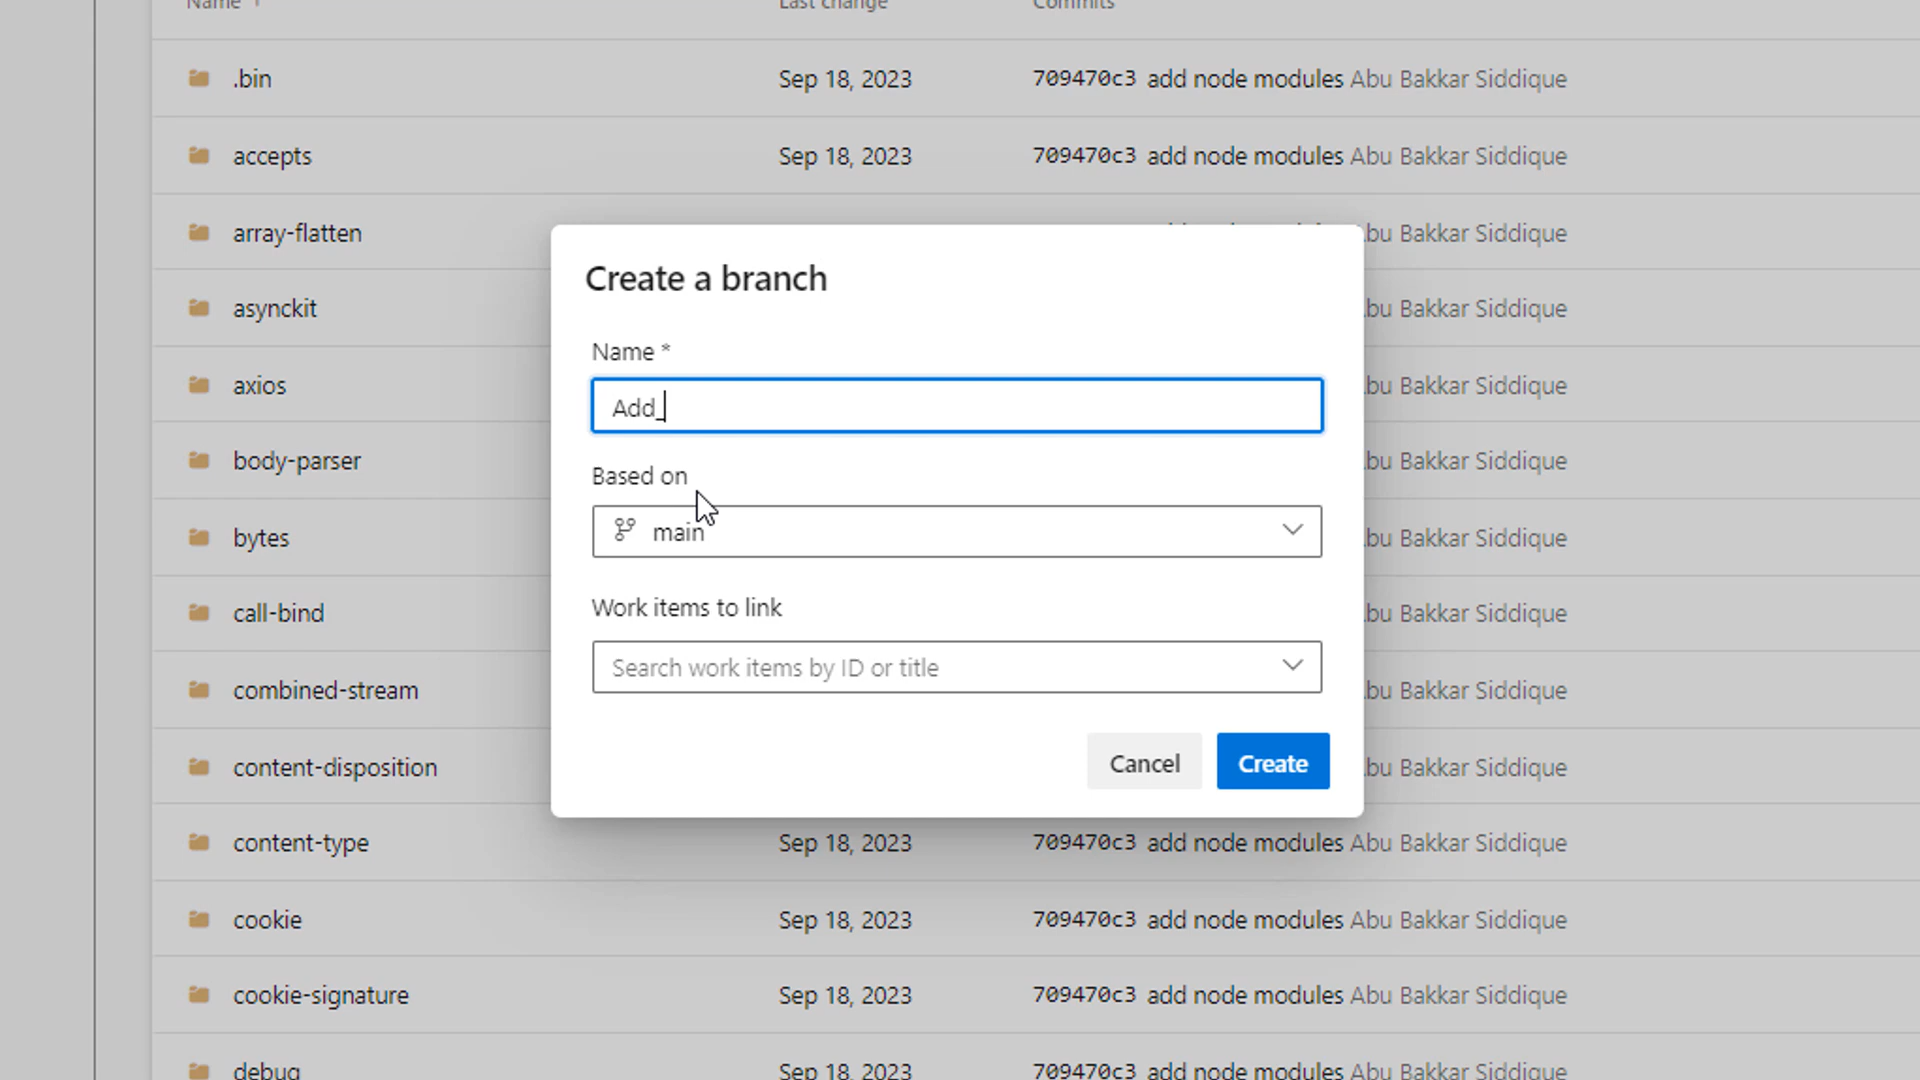 Name ↑ Last change Commits
.bin Sep 18, 2023 709470c3 add node modules Abu Bakkar Siddique
accepts Sep 18, 2023 709470c3 add node modules Abu Bakkar Siddique
array-flatten Abu Bakkar Siddique
Create a branch
asynckit bu Bakkar Siddique
Name *
axios bu Bakkar Siddique
Add_
body-parser bu Bakkar Siddique
Based on
main
bytes bu Bakkar Siddique
Work items to link
call-bind bu Bakkar Siddique
Search work items by ID or title
combined-stream bu Bakkar Siddique
Cancel Create
content-disposition bu Bakkar Siddique
content-type Sep 18, 2023 709470c3 add node modules Abu Bakkar Siddique
cookie Sep 18, 2023 709470c3 add node modules Abu Bakkar Siddique
cookie-signature Sep 18, 2023 709470c3 add node modules Abu Bakkar Siddique
debug Sep 18, 2023 709470c3 add node modules Abu Bakkar Siddique